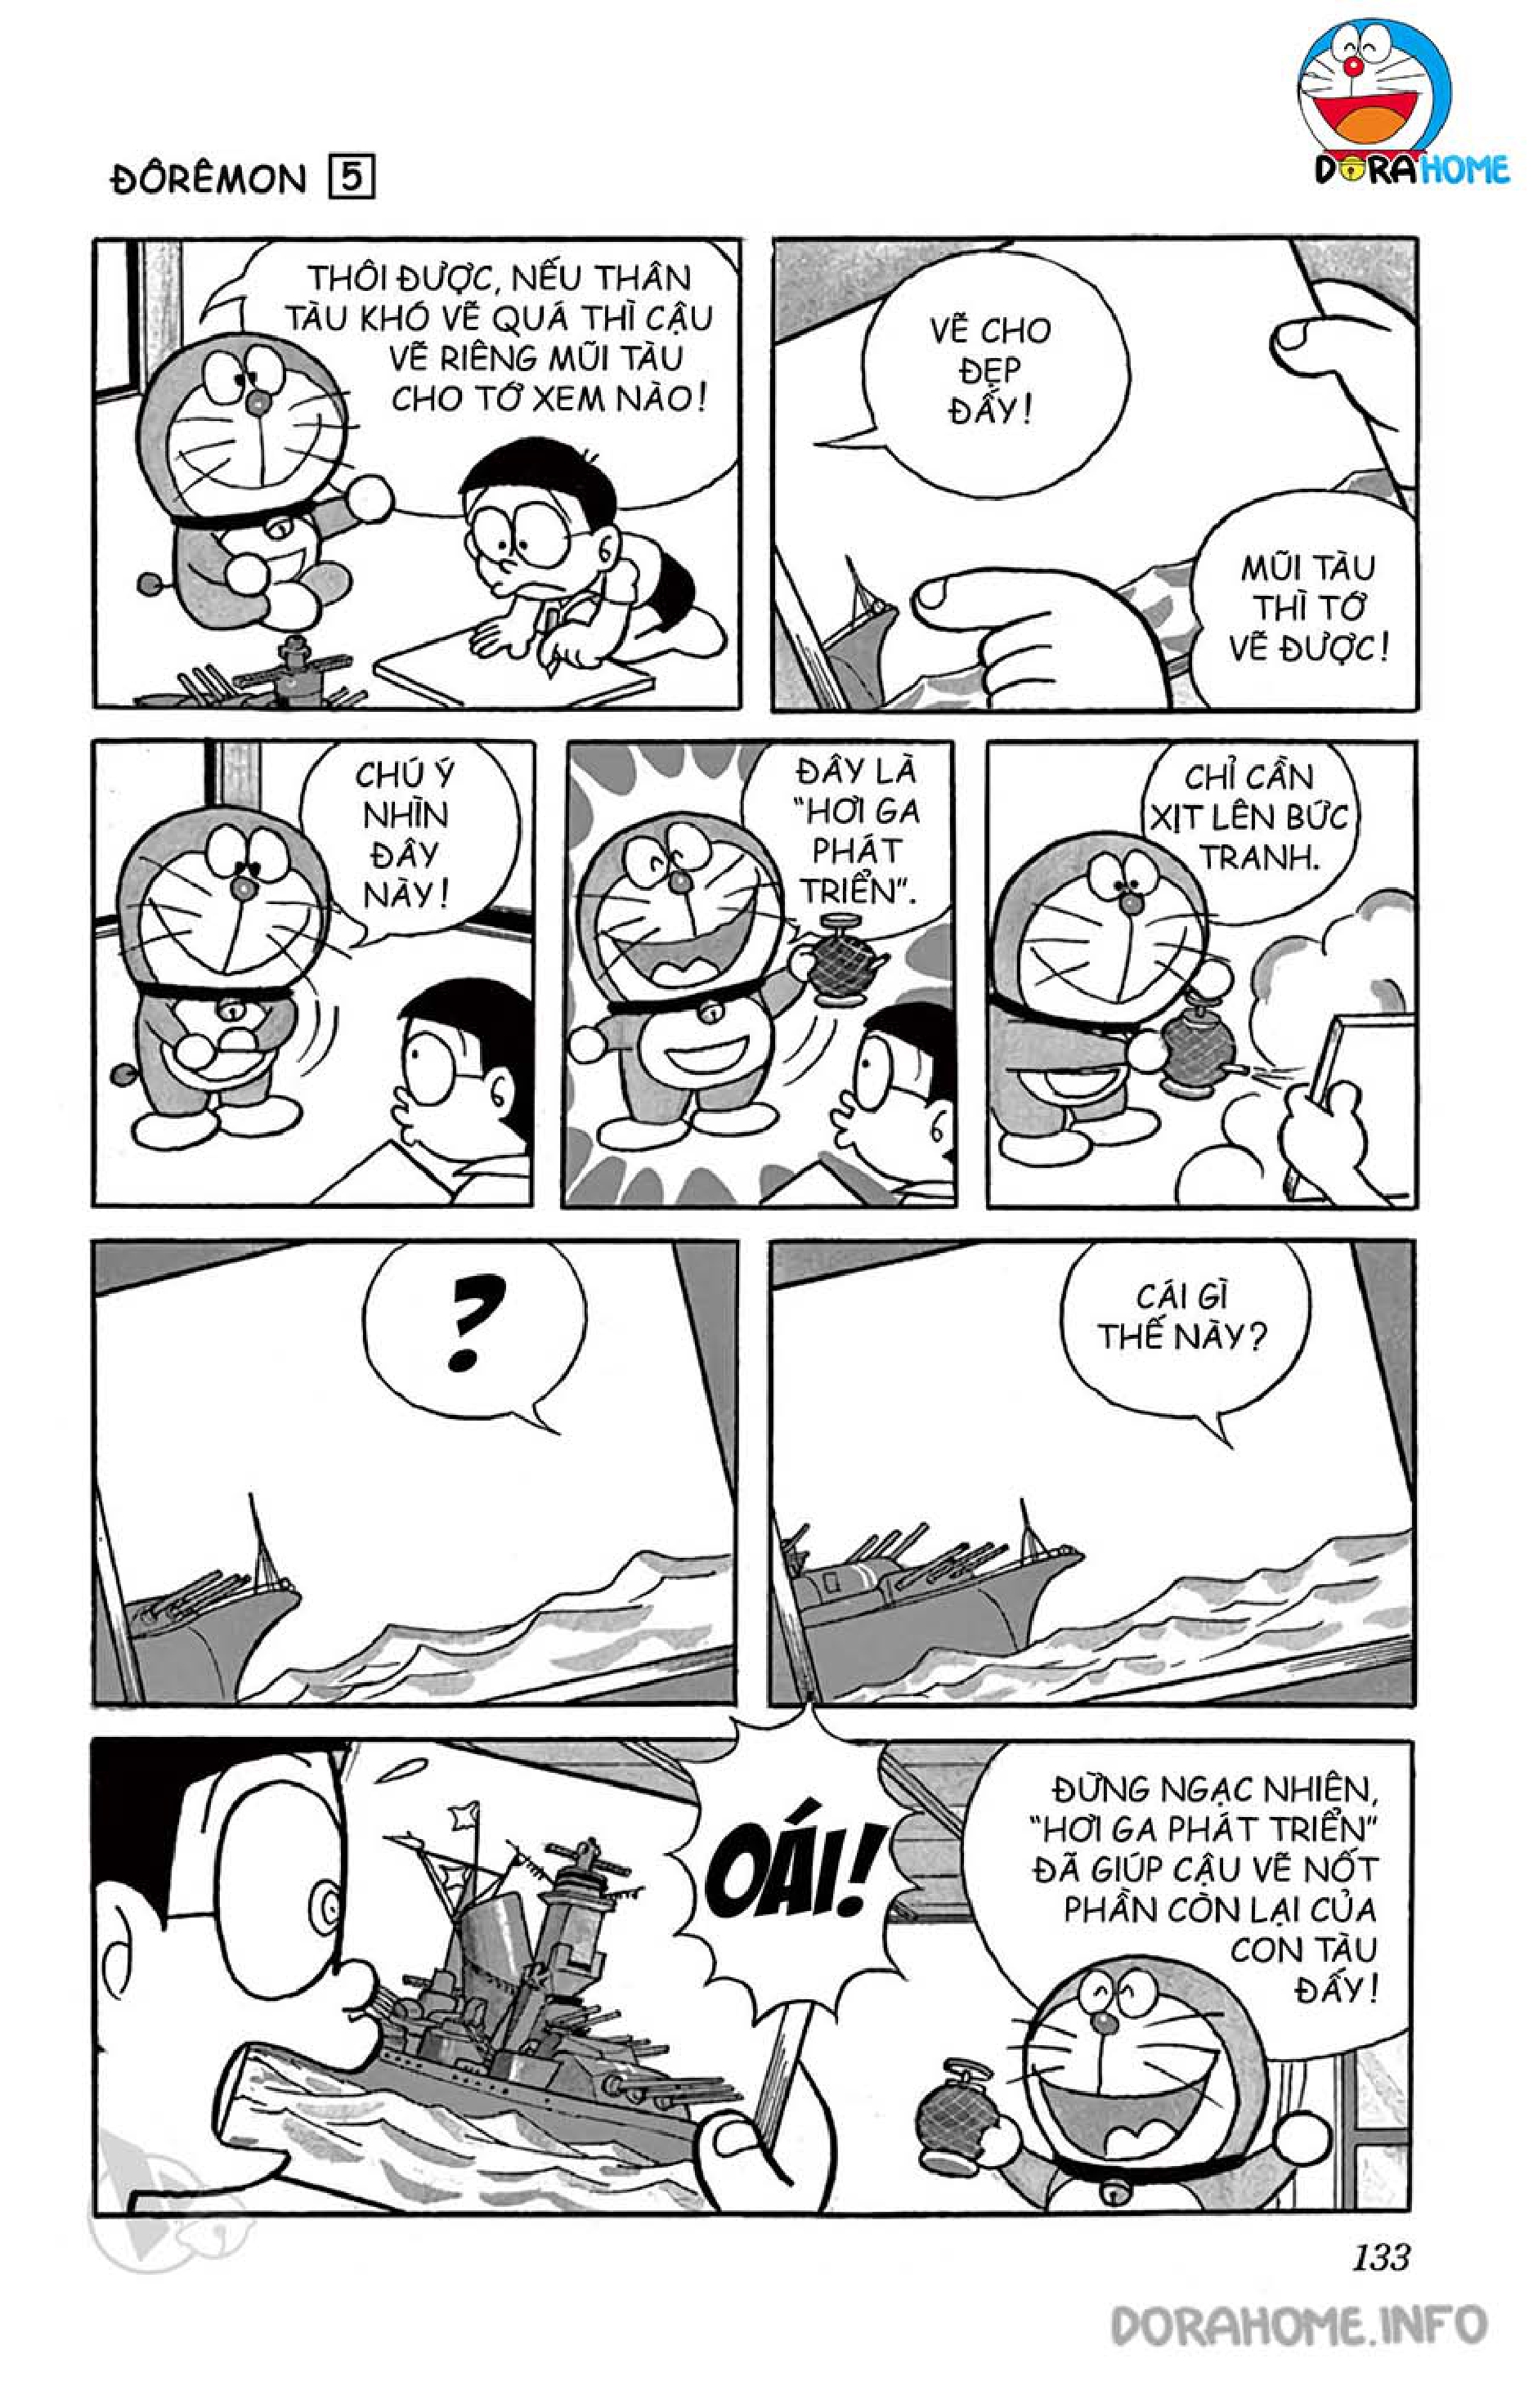 DORAHOME
ĐÔRÊMON 5
THÔI ĐƯỢC, NẾU THÂN
TÀU KHÓ VẼ QUÁ THÌ CẬU
VẼ RIÊNG MŨI TÀU
CHO TỚ XEM NÀO!
VẼ CHO
ĐẸP
ĐẤY!
MŨI TÀU
THÌ TỚ
VẼ ĐƯỢC!
CHÚ Ý
NHÌN
ĐÂY
NÀY!
ĐÂY LÀ
"HƠI GA
PHÁT
TRIỂN".
CHỈ CẦN
XỊT LÊN BỨC
TRANH.
?
CÁI GÌ
THẾ NÀY?
OÁI!
ĐỪNG NGẠC NHIÊN,
"HƠI GA PHÁT TRIỂN"
ĐÃ GIÚP CẬU VẼ NỐT
PHẦN CÒN LẠI CỦA
CON TÀU
ĐẤY!
133
DORAHOME.INFO